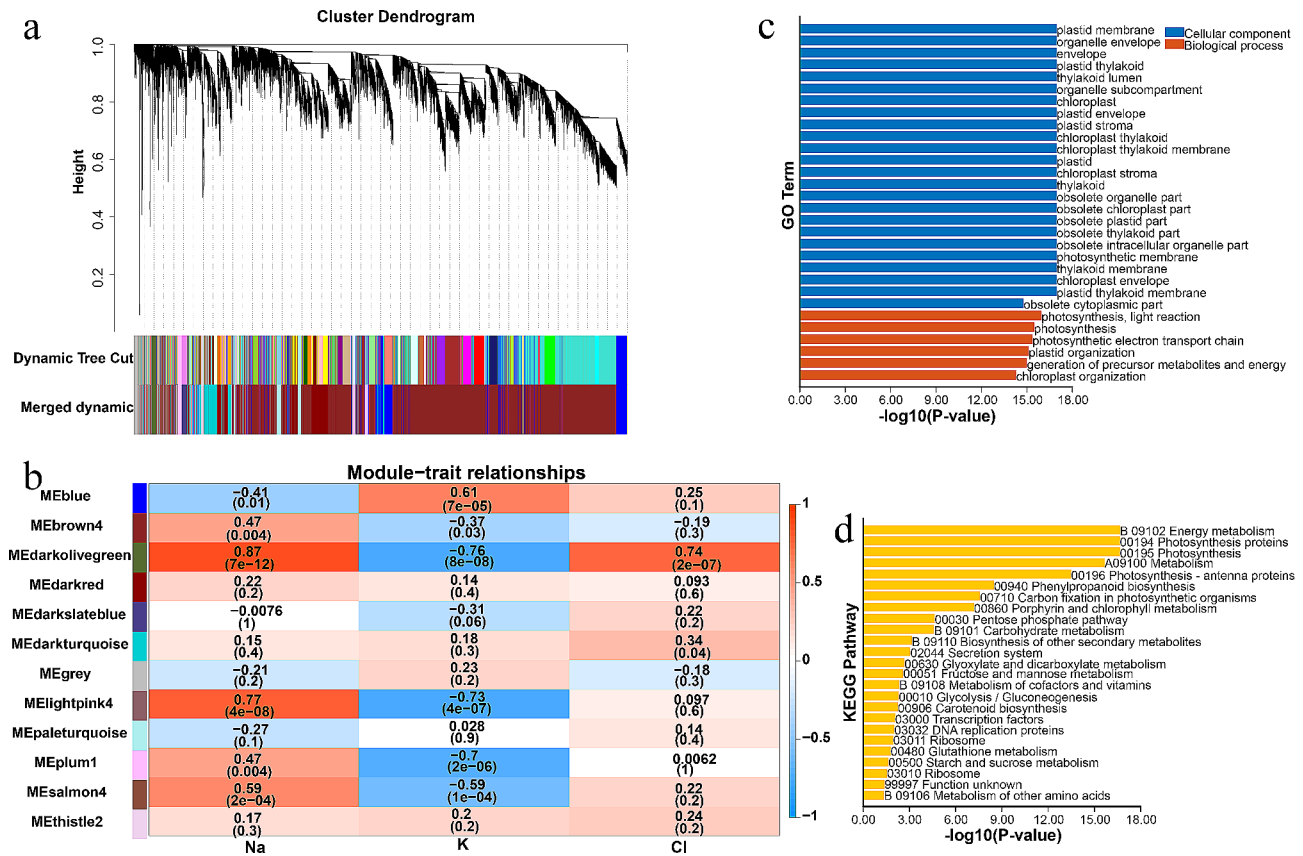 a
Cluster Dendrogram
Height
1.0
0.8
0.6
0.4
0.2
Dynamic Tree Cut
Merged dynamic
b
Module−trait relationships
MEblue
−0.41
(0.01)
0.61
(7e−05)
0.25
(0.1)
MEbrown4
0.47
(0.004)
−0.37
(0.03)
−0.19
(0.3)
MEdarkolivegreen
0.87
(7e−12)
−0.76
(8e−08)
0.74
(2e−07)
MEdarkred
0.22
(0.2)
0.14
(0.4)
0.093
(0.6)
MEdarkslateblue
−0.0076
(1)
−0.31
(0.06)
0.22
(0.2)
MEdarkturquoise
0.15
(0.4)
0.18
(0.3)
0.34
(0.04)
MEgrey
−0.21
(0.2)
0.23
(0.2)
−0.18
(0.3)
MElightpink4
0.77
(4e−08)
−0.73
(4e−07)
0.097
(0.6)
MEpaleturquoise
−0.27
(0.1)
0.028
(0.9)
0.14
(0.4)
MEplum1
0.47
(0.004)
−0.7
(2e−06)
0.0062
(1)
MEsalmon4
0.59
(2e−04)
−0.59
(1e−04)
0.22
(0.2)
MEthistle2
0.17
(0.3)
0.2
(0.2)
0.24
(0.2)
Na
K
Cl
1
0.5
0
−0.5
−1
c
Cellular component
Biological process
GO Term
plastid membrane
organelle envelope
envelope
plastid thylakoid
thylakoid lumen
organelle subcompartment
chloroplast
plastid envelope
plastid stroma
chloroplast thylakoid
chloroplast thylakoid membrane
plastid
chloroplast stroma
thylakoid
obsolete organelle part
obsolete chloroplast part
obsolete plastid part
obsolete thylakoid part
obsolete intracellular organelle part
photosynthetic membrane
thylakoid membrane
chloroplast envelope
plastid thylakoid membrane
obsolete cytoplasmic part
photosynthesis, light reaction
photosynthesis
photosynthetic electron transport chain
plastid organization
generation of precursor metabolites and energy
chloroplast organization
0.00 3.00 6.00 9.00 12.00 15.00 18.00
-log10(P-value)
d
KEGG Pathway
B 09102 Energy metabolism
00194 Photosynthesis proteins
00195 Photosynthesis
A09100 Metabolism
00196 Photosynthesis - antenna proteins
00940 Phenylpropanoid biosynthesis
00710 Carbon fixation in photosynthetic organisms
00860 Porphyrin and chlorophyll metabolism
00030 Pentose phosphate pathway
B 09101 Carbohydrate metabolism
B 09110 Biosynthesis of other secondary metabolites
02044 Secretion system
00630 Glyoxylate and dicarboxylate metabolism
00051 Fructose and mannose metabolism
B 09108 Metabolism of cofactors and vitamins
00010 Glycolysis / Gluconeogenesis
00906 Carotenoid biosynthesis
03000 Transcription factors
03032 DNA replication proteins
03011 Ribosome
00480 Glutathione metabolism
00500 Starch and sucrose metabolism
03010 Ribosome
99997 Function unknown
B 09106 Metabolism of other amino acids
0.00 3.00 6.00 9.00 12.00 15.00 18.00
-log10(P-value)